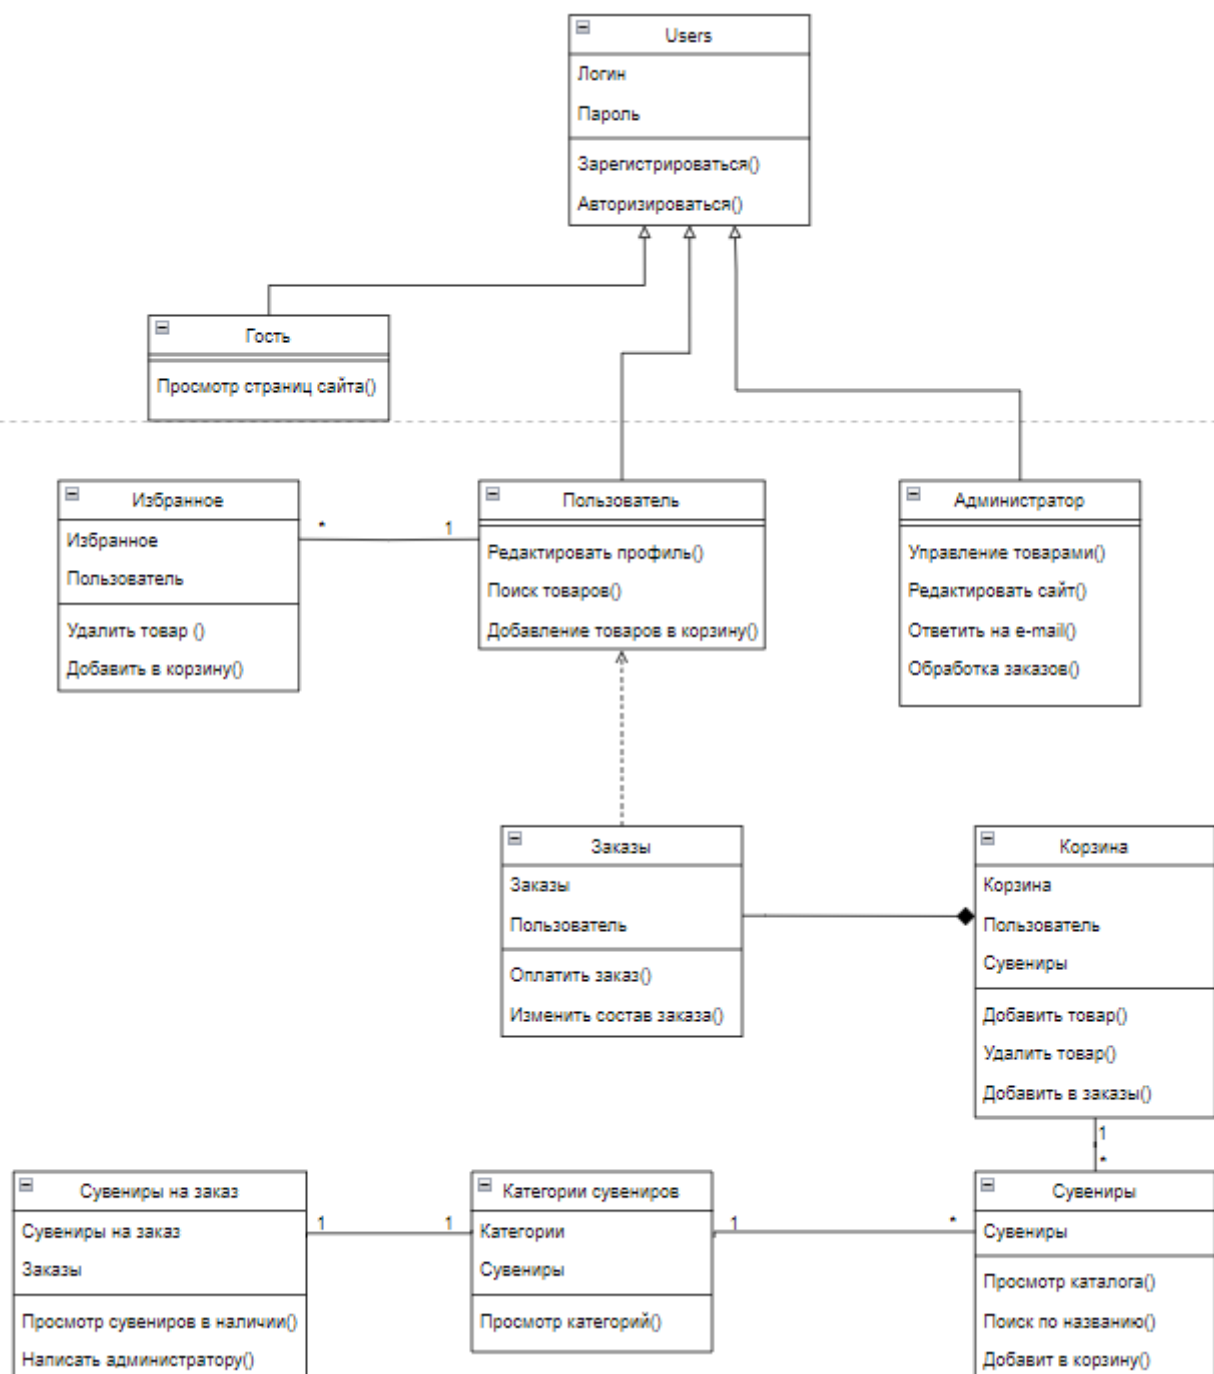 Users
Логин
Пароль
Зарегистрироваться()
Авторизироваться()
Гость
Просмотр страниц сайта()
Избранное
Избранное
Пользователь
Удалить товар ()
Добавить в корзину()
* 1
Пользователь
Редактировать профиль()
Поиск товаров()
Добавление товаров в корзину()
Администратор
Управление товарами()
Редактировать сайт()
Ответить на e-mail()
Обработка заказов()
Заказы
Заказы
Пользователь
Оплатить заказ()
Изменить состав заказа()
Корзина
Корзина
Пользователь
Сувениры
Добавить товар()
Удалить товар()
Добавить в заказы()
1
*
Сувениры на заказ
Сувениры на заказ
Заказы
Просмотр сувениров в наличии()
Написать администратору()
1 1
Категории сувениров
Категории
Сувениры
Просмотр категорий()
1 *
Сувениры
Сувениры
Просмотр каталога()
Поиск по названию()
Добавит в корзину()